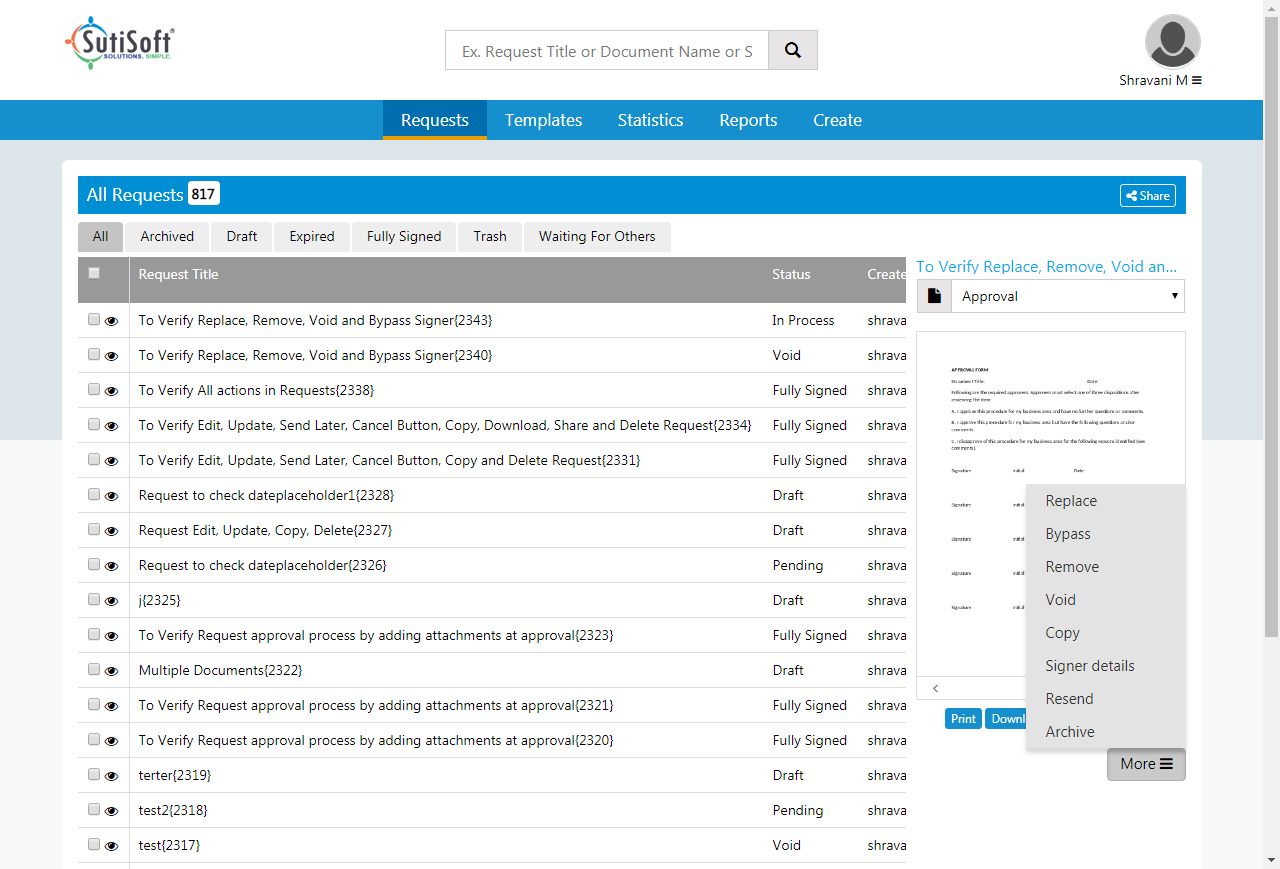 SutiSoft®
SOLUTIONS. SIMPLE.
Ex. Request Title or Document Name or S
Shravani M
Requests Templates Statistics Reports Create
All Requests 817 Share
All Archived Draft Expired Fully Signed Trash Waiting For Others
Request Title Status Create
To Verify Replace, Remove, Void and Bypass Signer{2343} In Process shrava
To Verify Replace, Remove, Void and Bypass Signer{2340} Void shrava
To Verify All actions in Requests{2338} Fully Signed shrava
To Verify Edit, Update, Send Later, Cancel Button, Copy, Download, Share and Delete Request{2334} Fully Signed shrava
To Verify Edit, Update, Send Later, Cancel Button, Copy and Delete Request{2331} Fully Signed shrava
Request to check dateplaceholder1{2328} Draft shrava
Request Edit, Update, Copy, Delete{2327} Draft shrava
Request to check dateplaceholder{2326} Pending shrava
j{2325} Draft shrava
To Verify Request approval process by adding attachments at approval{2323} Fully Signed shrava
Multiple Documents{2322} Draft shrava
To Verify Request approval process by adding attachments at approval{2321} Fully Signed shrava
To Verify Request approval process by adding attachments at approval{2320} Fully Signed shrava
terter{2319} Draft shrava
test2{2318} Pending shrava
test{2317} Void shrava
To Verify Replace, Remove, Void an...
Approval
APPROVAL FORM
Document Title: Date:
Following are the required approvers. Approvers must select one of three dispositions after
reviewing the item:
A. I approve this procedure for my business area and have no further questions or comments.
B. I approve this procedure for my business area but have the following questions and/or
comments.
C. I disapprove of this procedure for my business area for the following reasons identified (see
comments).
Signature Initial Date
Signature Initial
Signature Initial
Signature Initial
Signature Initial
Replace
Bypass
Remove
Void
Copy
Signer details
Resend
Archive
Print Downl
More